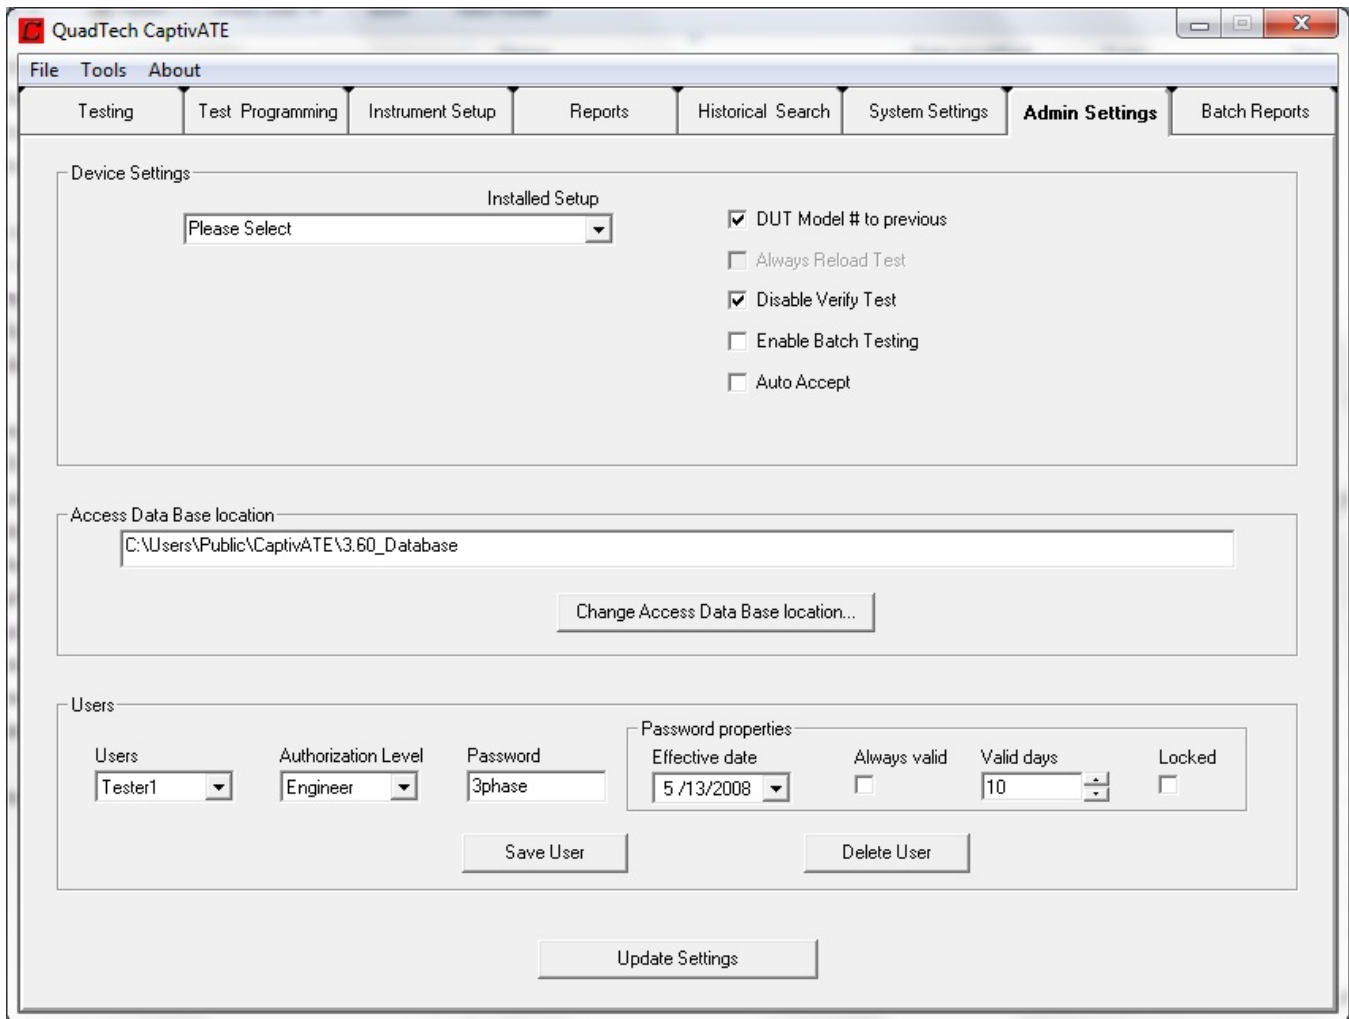 QuadTech CaptivATE
File Tools About
Testing Test Programming Instrument Setup Reports Historical Search System Settings Admin Settings Batch Reports
Device Settings
Installed Setup
Please Select
DUT Model # to previous
Always Reload Test
Disable Verify Test
Enable Batch Testing
Auto Accept
Access Data Base location
C:\Users\Public\CaptivATE\3.60_Database
Change Access Data Base location...
Users
Password properties
Users Authorization Level Password Effective date Always valid Valid days Locked
Tester1 Engineer 3phase 5 /13/2008 10
Save User Delete User
Update Settings